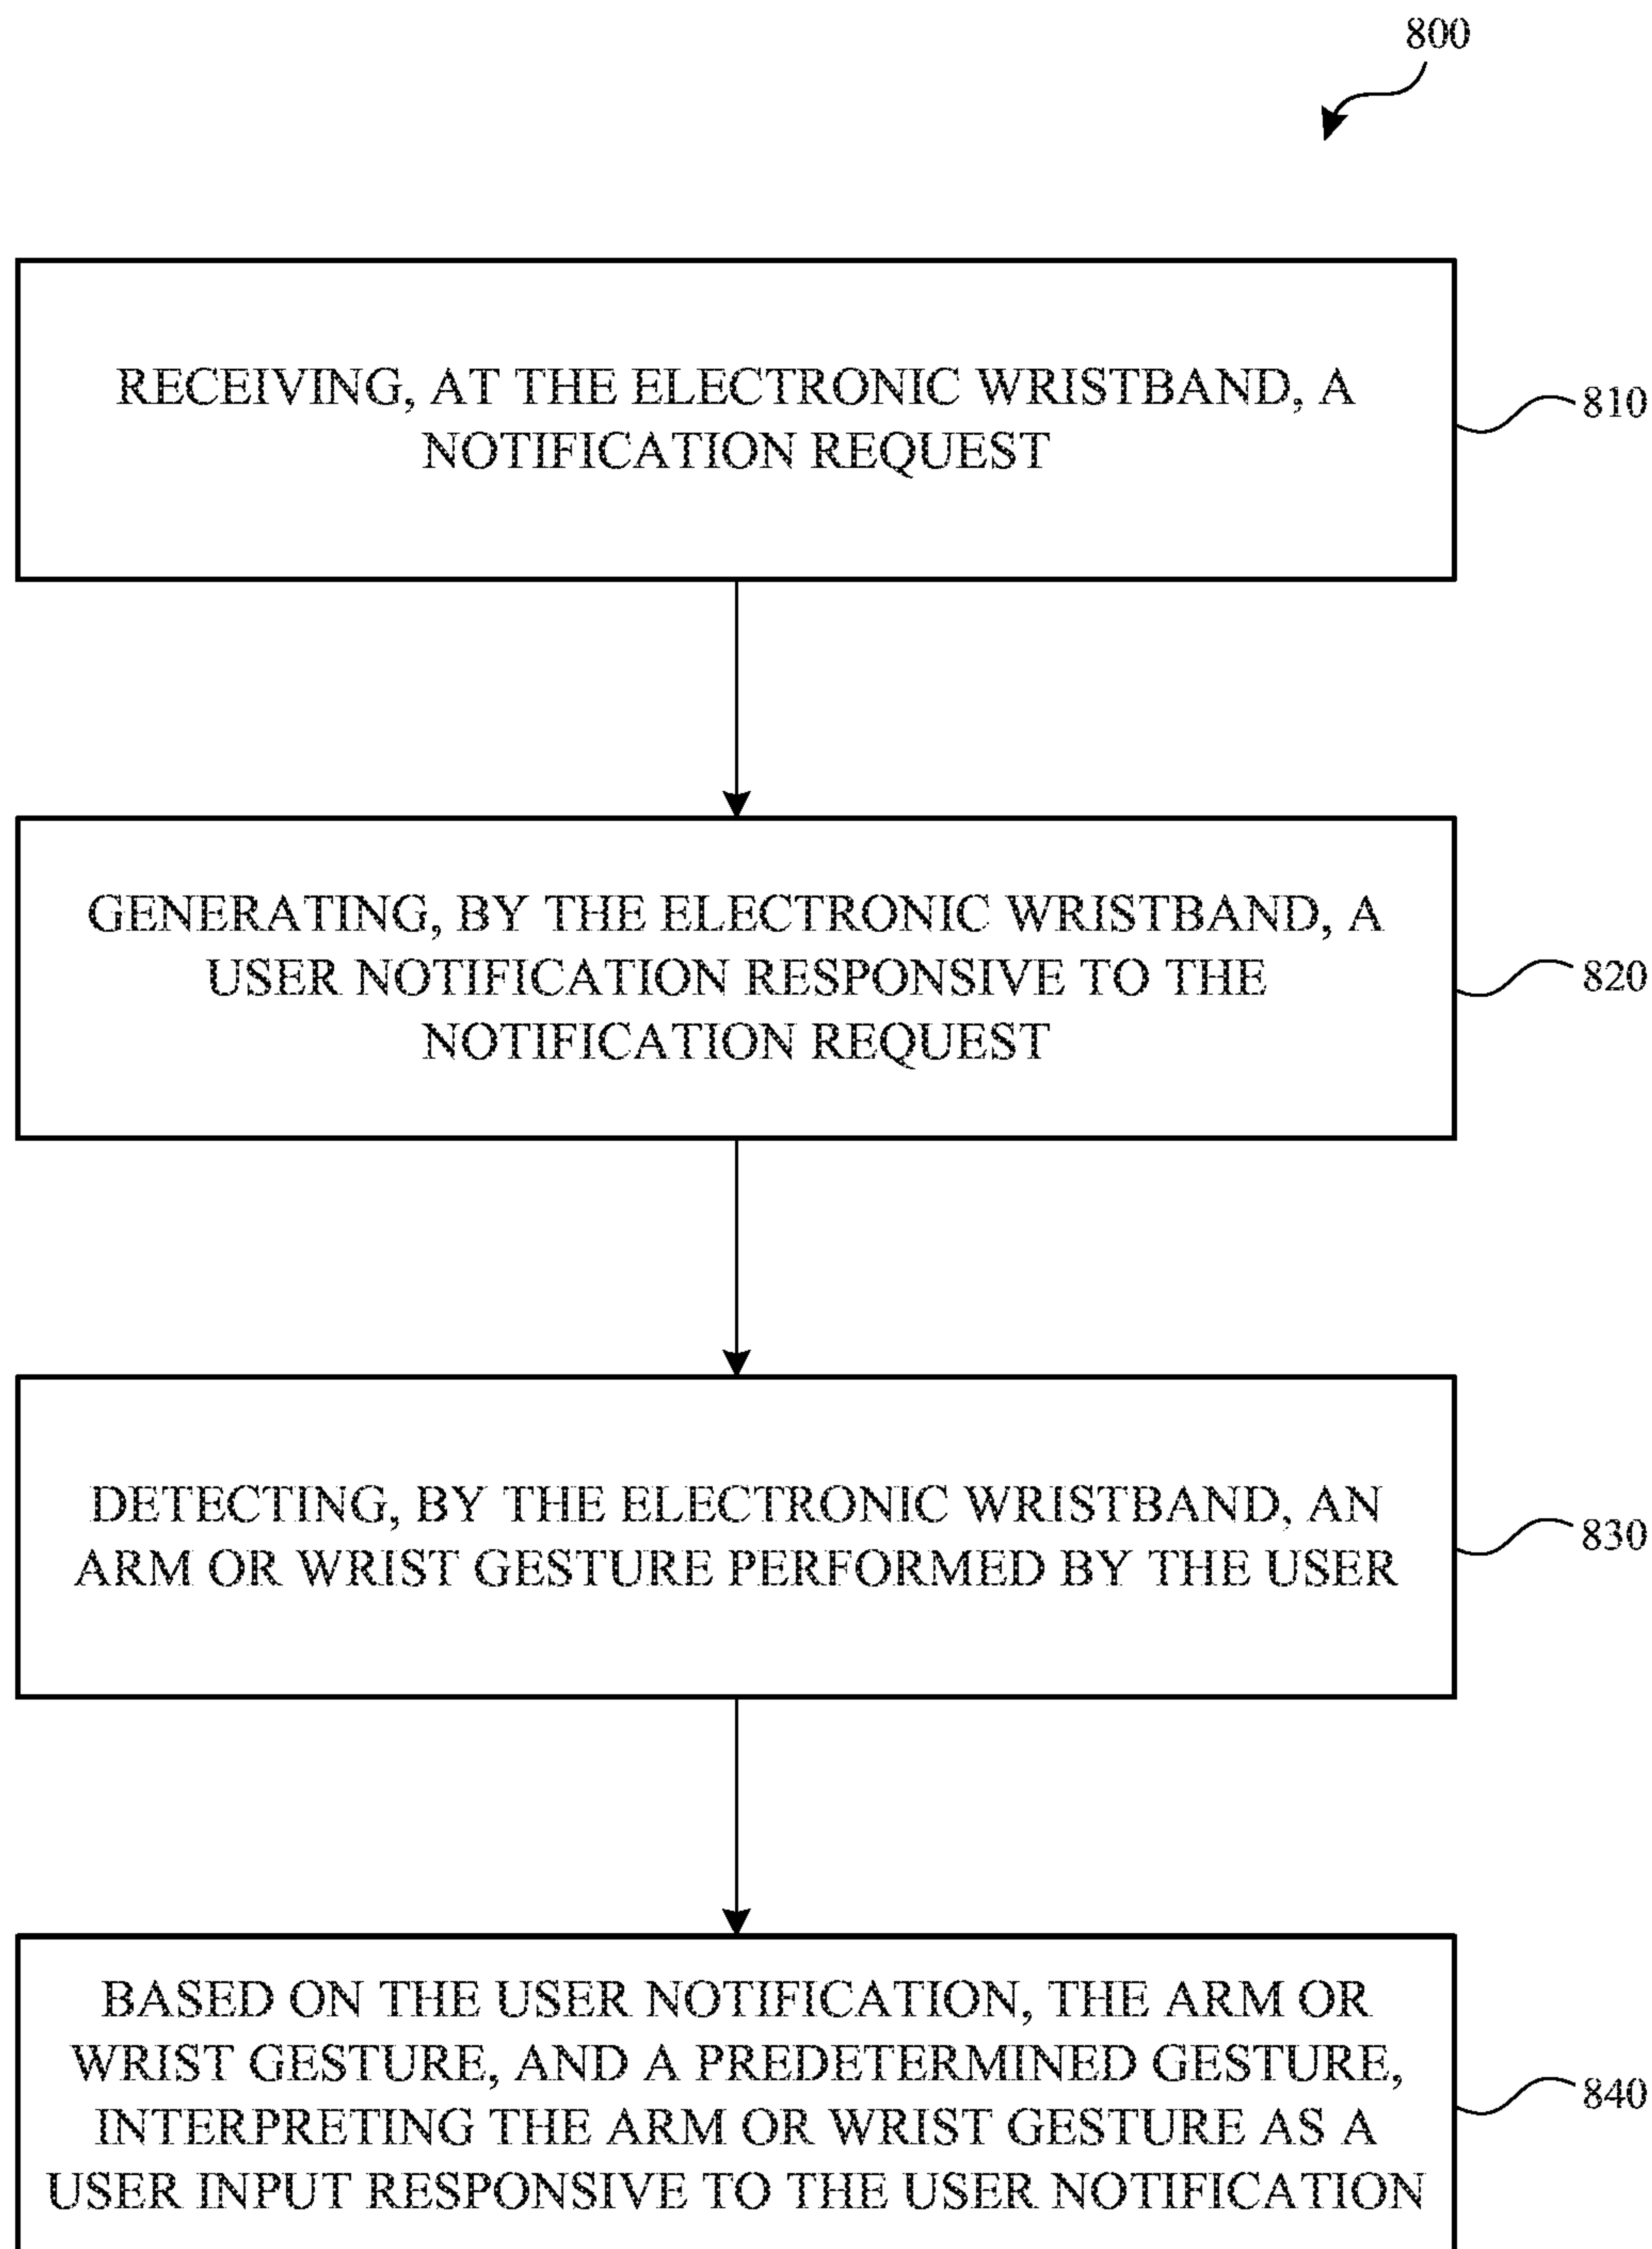 800
RECEIVING, AT THE ELECTRONIC WRISTBAND, A
NOTIFICATION REQUEST
810
GENERATING, BY THE ELECTRONIC WRISTBAND, A
USER NOTIFICATION RESPONSIVE TO THE
NOTIFICATION REQUEST
820
DETECTING, BY THE ELECTRONIC WRISTBAND, AN
ARM OR WRIST GESTURE PERFORMED BY THE USER
830
BASED ON THE USER NOTIFICATION, THE ARM OR
WRIST GESTURE, AND A PREDETERMINED GESTURE,
INTERPRETING THE ARM OR WRIST GESTURE AS A
USER INPUT RESPONSIVE TO THE USER NOTIFICATION
840